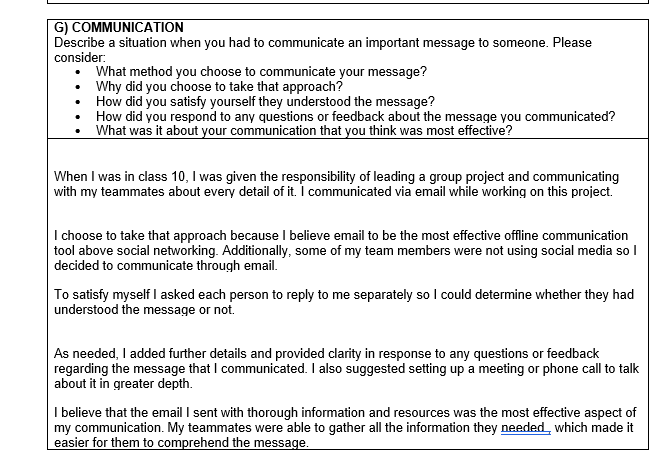 G) COMMUNICATION
Describe a situation when you had to communicate an important message to someone. Please
consider:
• What method you choose to communicate your message?
• Why did you choose to take that approach?
• How did you satisfy yourself they understood the message?
• How did you respond to any questions or feedback about the message you communicated?
• What was it about your communication that you think was most effective?
When I was in class 10, I was given the responsibility of leading a group project and communicating
with my teammates about every detail of it. I communicated via email while working on this project.
I choose to take that approach because I believe email to be the most effective offline communication
tool above social networking. Additionally, some of my team members were not using social media so I
decided to communicate through email.
To satisfy myself I asked each person to reply to me separately so I could determine whether they had
understood the message or not.
As needed, I added further details and provided clarity in response to any questions or feedback
regarding the message that I communicated. I also suggested setting up a meeting or phone call to talk
about it in greater depth.
I believe that the email I sent with thorough information and resources was the most effective aspect of
my communication. My teammates were able to gather all the information they needed , which made it
easier for them to comprehend the message.